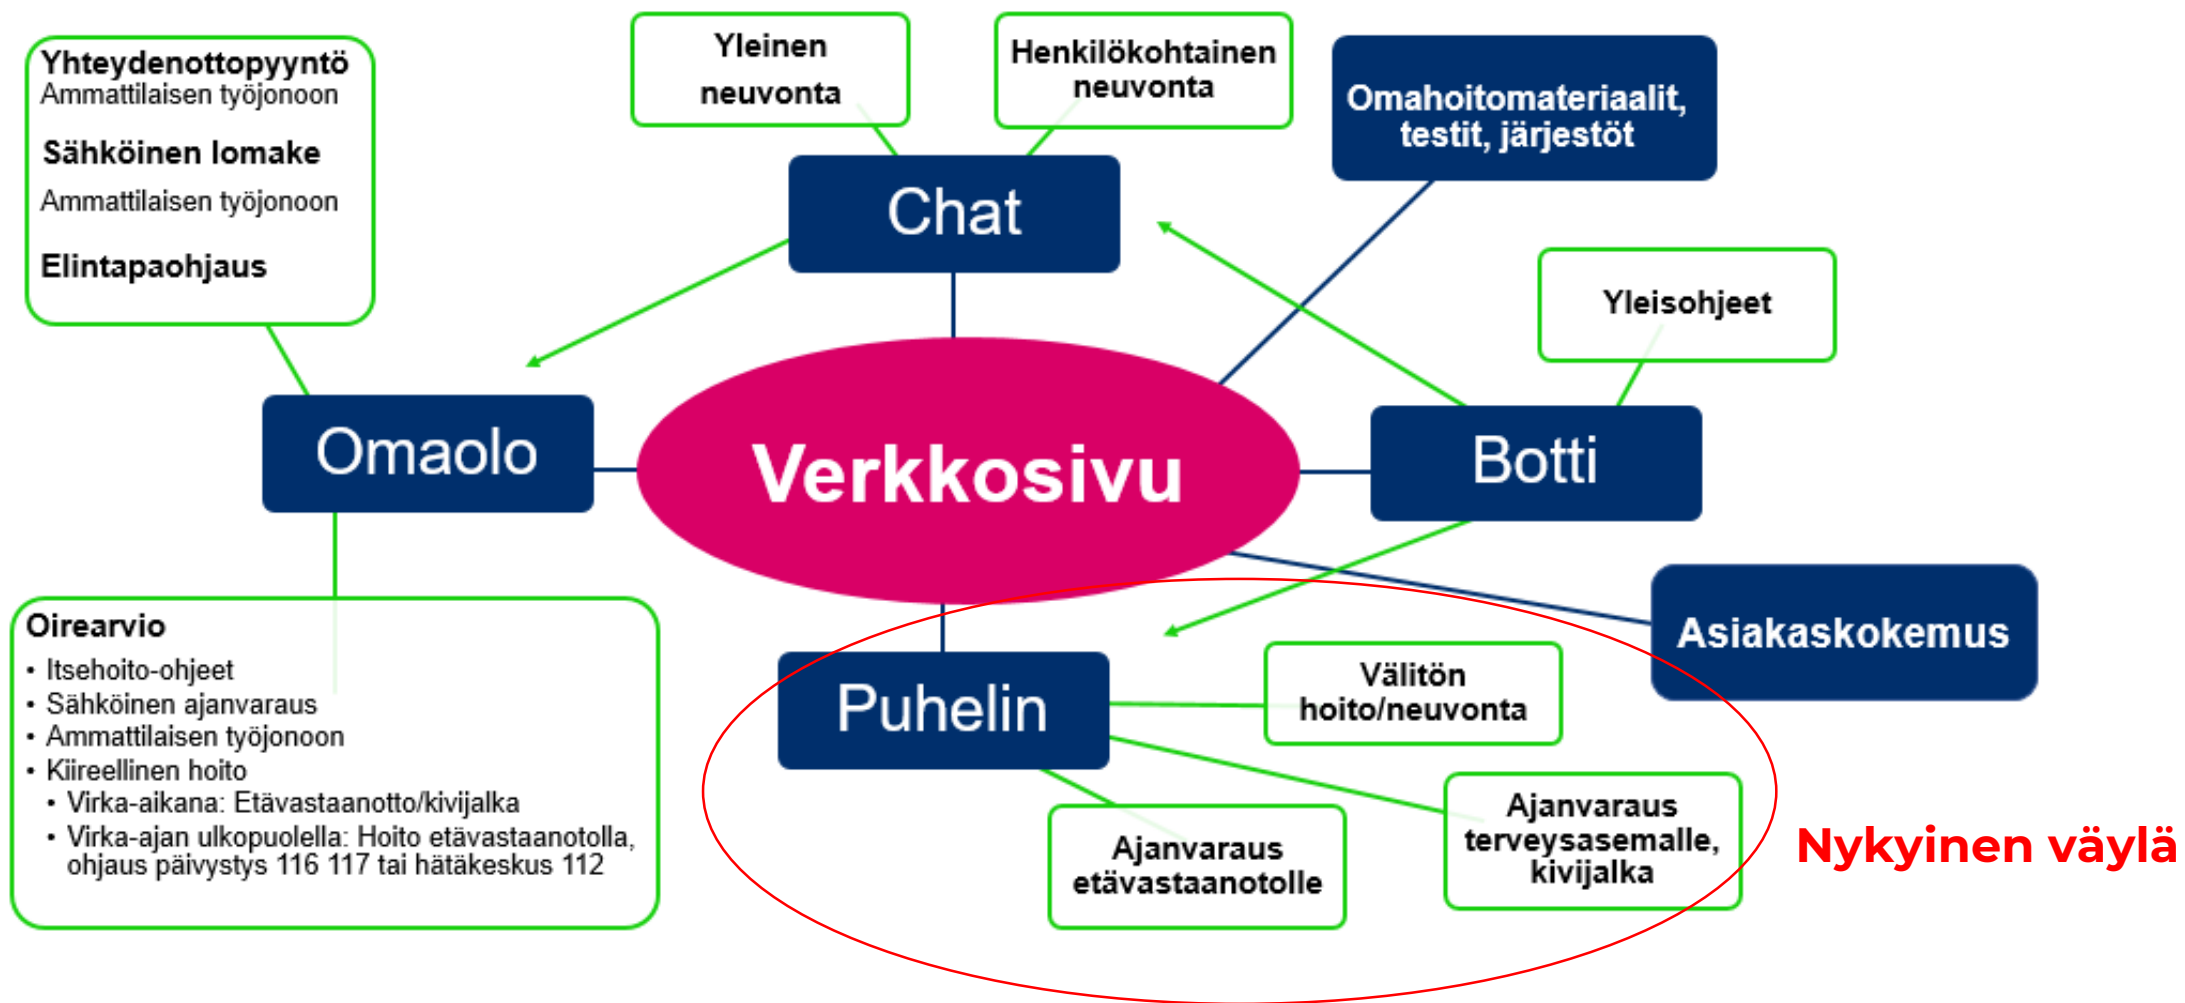 Yhteydenottopyyntö
Ammattilaisen työjonoon
Sähköinen lomake
Ammattilaisen työjonoon
Elintapaohjaus
Yleinen
neuvonta
Henkilökohtainen
neuvonta
Omahoitomateriaalit,
testit, järjestöt
Chat
Yleisohjeet
Omaolo
Verkkosivu
Botti
Oirearvio
• Itsehoito-ohjeet
• Sähköinen ajanvaraus
• Ammattilaisen työjonoon
• Kiireellinen hoito
• Virka-aikana: Etävastaanotto/kivijalka
• Virka-ajan ulkopuolella: Hoito etävastaanotolla,
ohjaus päivystys 116 117 tai hätäkeskus 112
Puhelin
Välitön
hoito/neuvonta
Asiakaskokemus
Ajanvaraus
etävastaanotolle
Ajanvaraus
terveysasemalle,
kivijalka
Nykyinen väylä